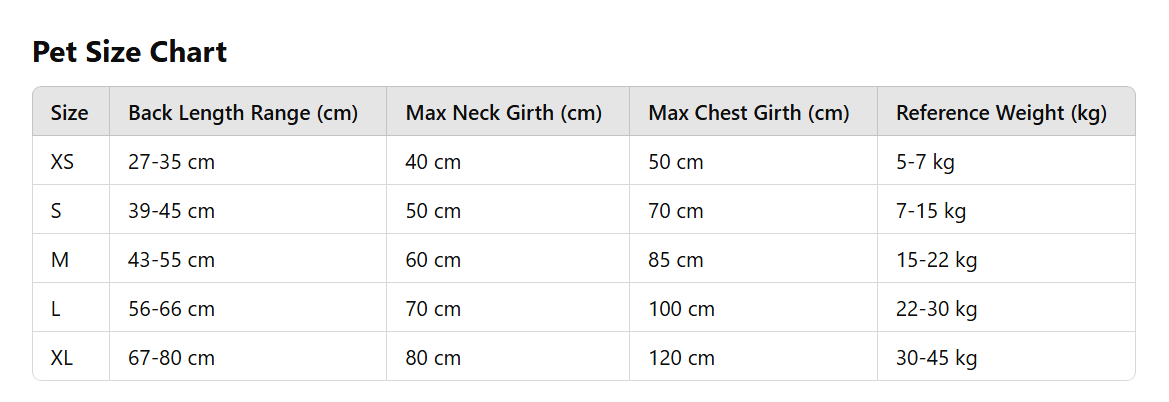 Pet Size Chart
Size Back Length Range (cm) Max Neck Girth (cm) Max Chest Girth (cm) Reference Weight (kg)
XS 27-35 cm 40 cm 50 cm 5-7 kg
S 39-45 cm 50 cm 70 cm 7-15 kg
M 43-55 cm 60 cm 85 cm 15-22 kg
L 56-66 cm 70 cm 100 cm 22-30 kg
XL 67-80 cm 80 cm 120 cm 30-45 kg